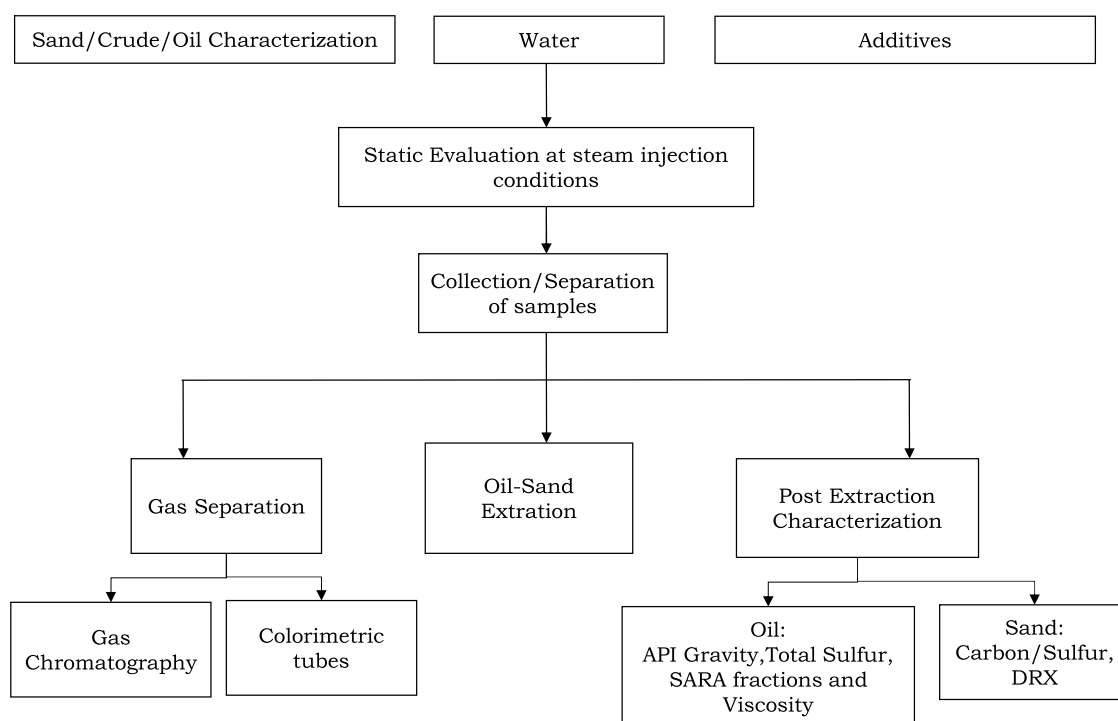 Sand/Crude/Oil Characterization
Water
Additives
Static Evaluation at steam injection
conditions
Collection/Separation
of samples
Gas Separation
Oil-Sand
Extration
Post Extraction
Characterization
Gas
Chromatography
Colorimetric
tubes
Oil:
API Gravity,Total Sulfur,
SARA fractions and
Viscosity
Sand:
Carbon/Sulfur,
DRX